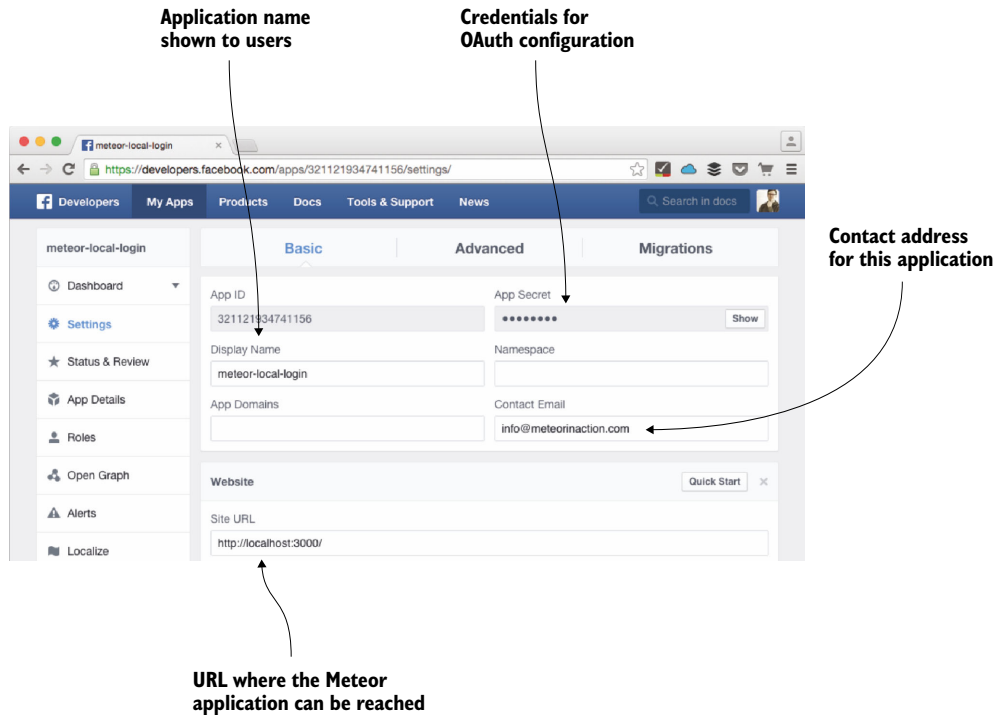 Application name
shown to users
Credentials for
OAuth configuration
meteor-local-login
https://developers.facebook.com/apps/321121934741156/settings/
Developers My Apps Products Docs Tools & Support News Search in docs
meteor-local-login
Basic Advanced Migrations
Contact address
for this application
Dashboard
Settings
Status & Review
App Details
Roles
Open Graph
Alerts
Localize
App ID
321121934741156
App Secret
•••••••• Show
Display Name
meteor-local-login
Namespace
App Domains
Contact Email
info@meteorinaction.com
Website Quick Start
Site URL
http://localhost:3000/
URL where the Meteor
application can be reached